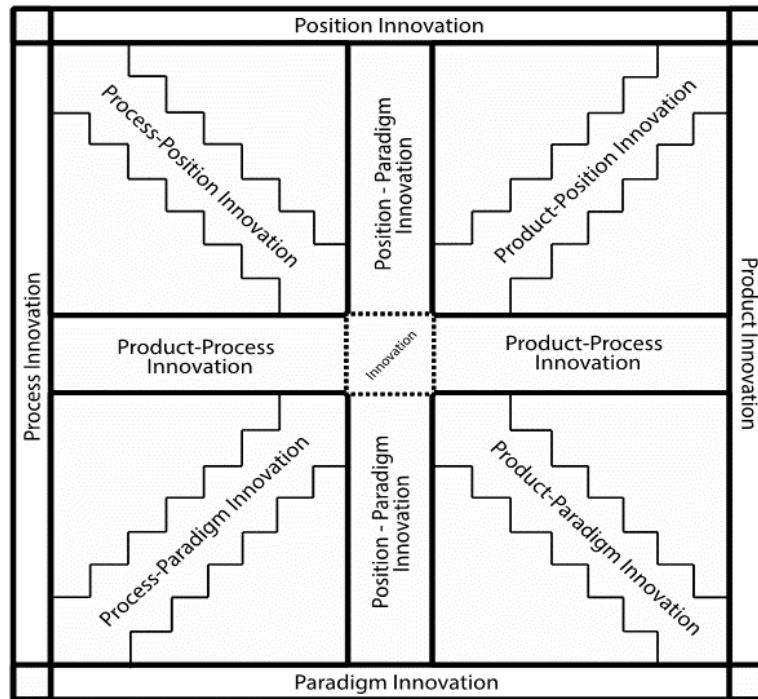 Position Innovation
Process-Position Innovation
Position - Paradigm
Innovation
Product-Position Innovation
Process Innovation
Product Innovation
Product-Process
Innovation
Innovation
Product-Process
Innovation
Process-Paradigm Innovation
Position - Paradigm
Innovation
Product-Paradigm Innovation
Paradigm Innovation